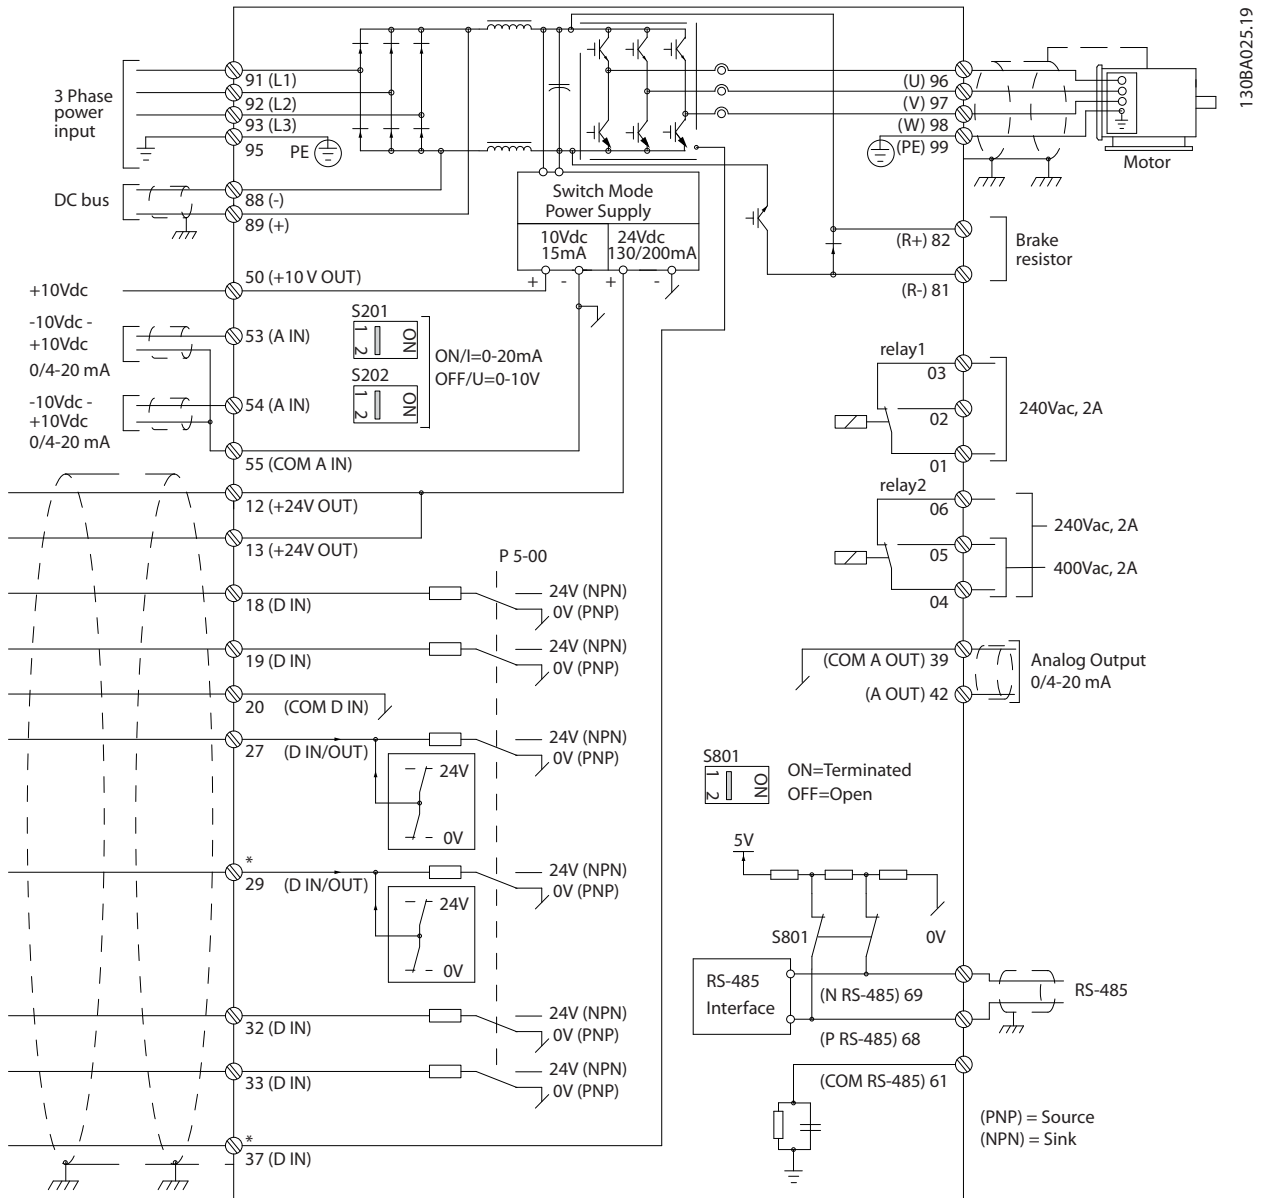 130BA025.19
3 Phase
power
input
91 (L1)
92 (L2)
93 (L3)
95
PE
DC bus
88 (-)
89 (+)
+10Vdc
50 (+10 V OUT)
-10Vdc -
+10Vdc
0/4-20 mA
53 (A IN)
-10Vdc -
+10Vdc
0/4-20 mA
54 (A IN)
55 (COM A IN)
12 (+24V OUT)
13 (+24V OUT)
18 (D IN)
19 (D IN)
20 (COM D IN)
27 (D IN/OUT)
24V
0V
*
29 (D IN/OUT)
24V
0V
32 (D IN)
33 (D IN)
*
37 (D IN)
S201
1 2 ON
S202
1 2 ON
ON/I=0-20mA
OFF/U=0-10V
Switch Mode
Power Supply
10Vdc
15mA
24Vdc
130/200mA
+ - + -
P 5-00
24V (NPN)
0V (PNP)
24V (NPN)
0V (PNP)
24V (NPN)
0V (PNP)
24V (NPN)
0V (PNP)
24V (NPN)
0V (PNP)
24V (NPN)
0V (PNP)
(U) 96
(V) 97
(W) 98
(PE) 99
Motor
(R+) 82
(R-) 81
Brake
resistor
relay1
03
02
01
240Vac, 2A
relay2
06
05
04
240Vac, 2A
400Vac, 2A
(COM A OUT) 39
(A OUT) 42
Analog Output
0/4-20 mA
S801
1 2 ON
ON=Terminated
OFF=Open
5V
S801
0V
RS-485
Interface
(N RS-485) 69
(P RS-485) 68
RS-485
(COM RS-485) 61
(PNP) = Source
(NPN) = Sink